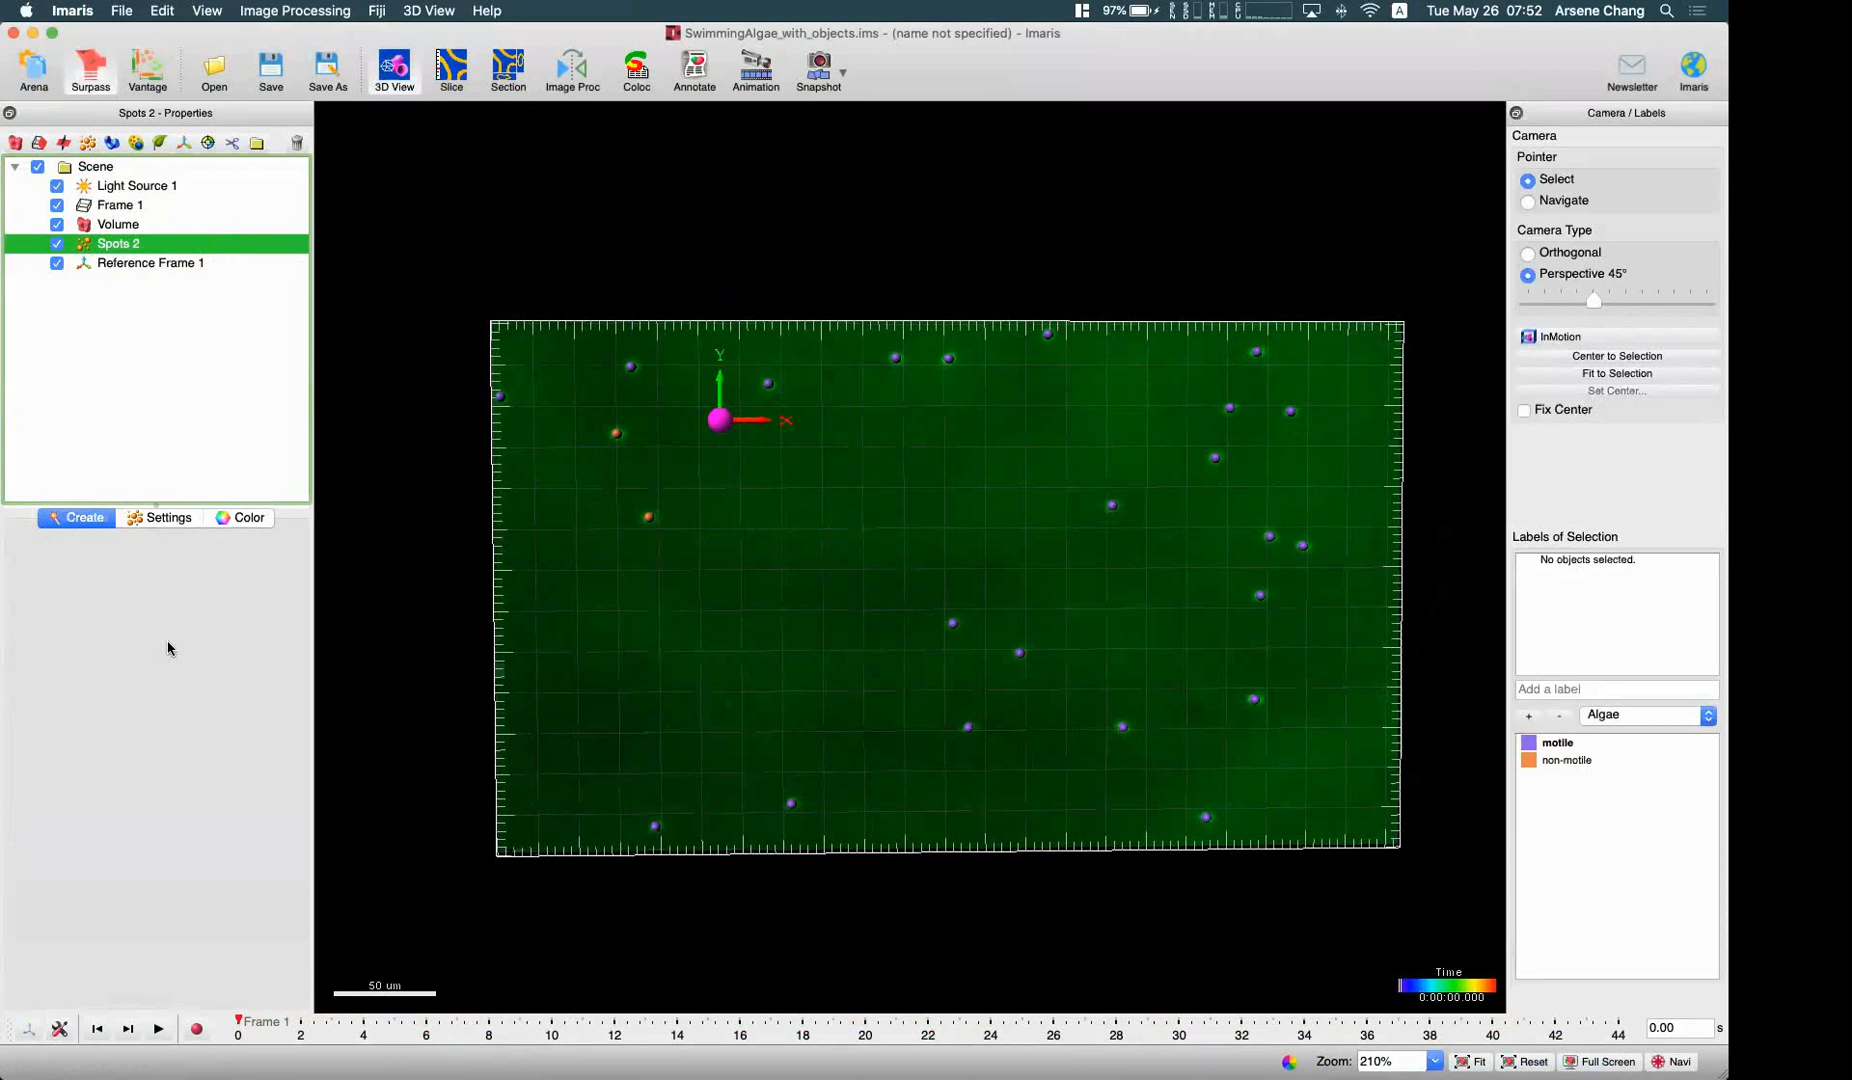 Imaris File Edit View Image Processing Fiji 3D View Help 97% A Tue May 26 07:52 Arsene Chang
SwimmingAlgae_with_objects.ims - (name not specified) - Imaris
Arena Surpass Vantage Open Save Save As 3D View Slice Section Image Proc Coloc Annotate Animation Snapshot Newsletter Imaris
Spots 2 - Properties
Camera / Labels
Scene
Light Source 1
Frame 1
Volume
Spots 2
Reference Frame 1
Create Settings Color
Y
X
50 um
Time
0:00:00.000
Camera
Pointer
Select
Navigate
Camera Type
Orthogonal
Perspective 45°
InMotion
Center to Selection
Fit to Selection
Set Center...
Fix Center
Labels of Selection
No objects selected.
Add a label
+ - Algae
motile
non-motile
Frame 1
0 2 4 6 8 10 12 14 16 18 20 22 24 26 28 30 32 34 36 38 40 42 44 0.00 s
Zoom: 210% Fit Reset Full Screen Navi